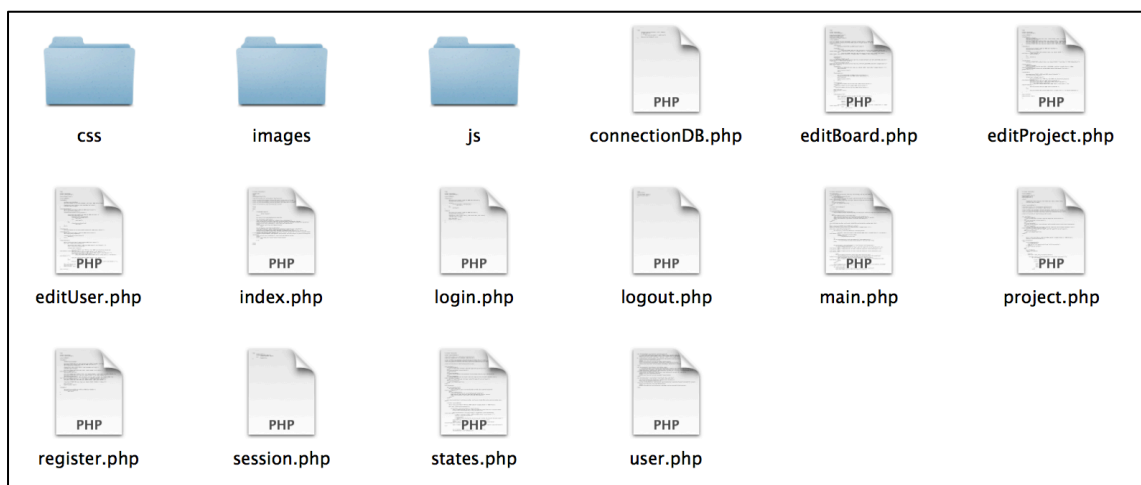 css
images
js
PHP
connectionDB.php
PHP
editBoard.php
PHP
editProject.php
PHP
editUser.php
PHP
index.php
PHP
login.php
PHP
logout.php
PHP
main.php
PHP
project.php
PHP
register.php
PHP
session.php
PHP
states.php
PHP
user.php